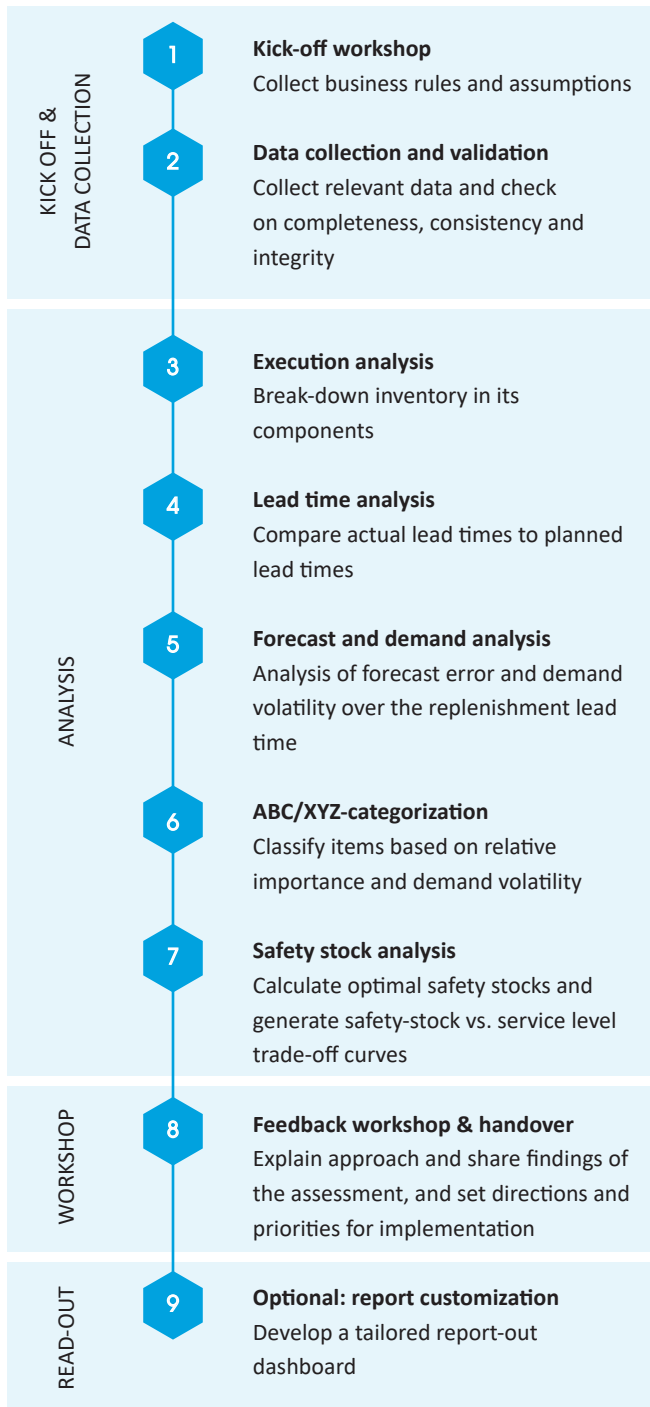 KICK OFF &
DATA COLLECTION
1
Kick-off workshop
Collect business rules and assumptions
2
Data collection and validation
Collect relevant data and check
on completeness, consistency and
integrity
ANALYSIS
3
Execution analysis
Break-down inventory in its
components
4
Lead time analysis
Compare actual lead times to planned
lead times
5
Forecast and demand analysis
Analysis of forecast error and demand
volatility over the replenishment lead
time
6
ABC/XYZ-categorization
Classify items based on relative
importance and demand volatility
7
Safety stock analysis
Calculate optimal safety stocks and
generate safety-stock vs. service level
trade-off curves
WORKSHOP
8
Feedback workshop & handover
Explain approach and share findings of
the assessment, and set directions and
priorities for implementation
READ-OUT
9
Optional: report customization
Develop a tailored report-out
dashboard